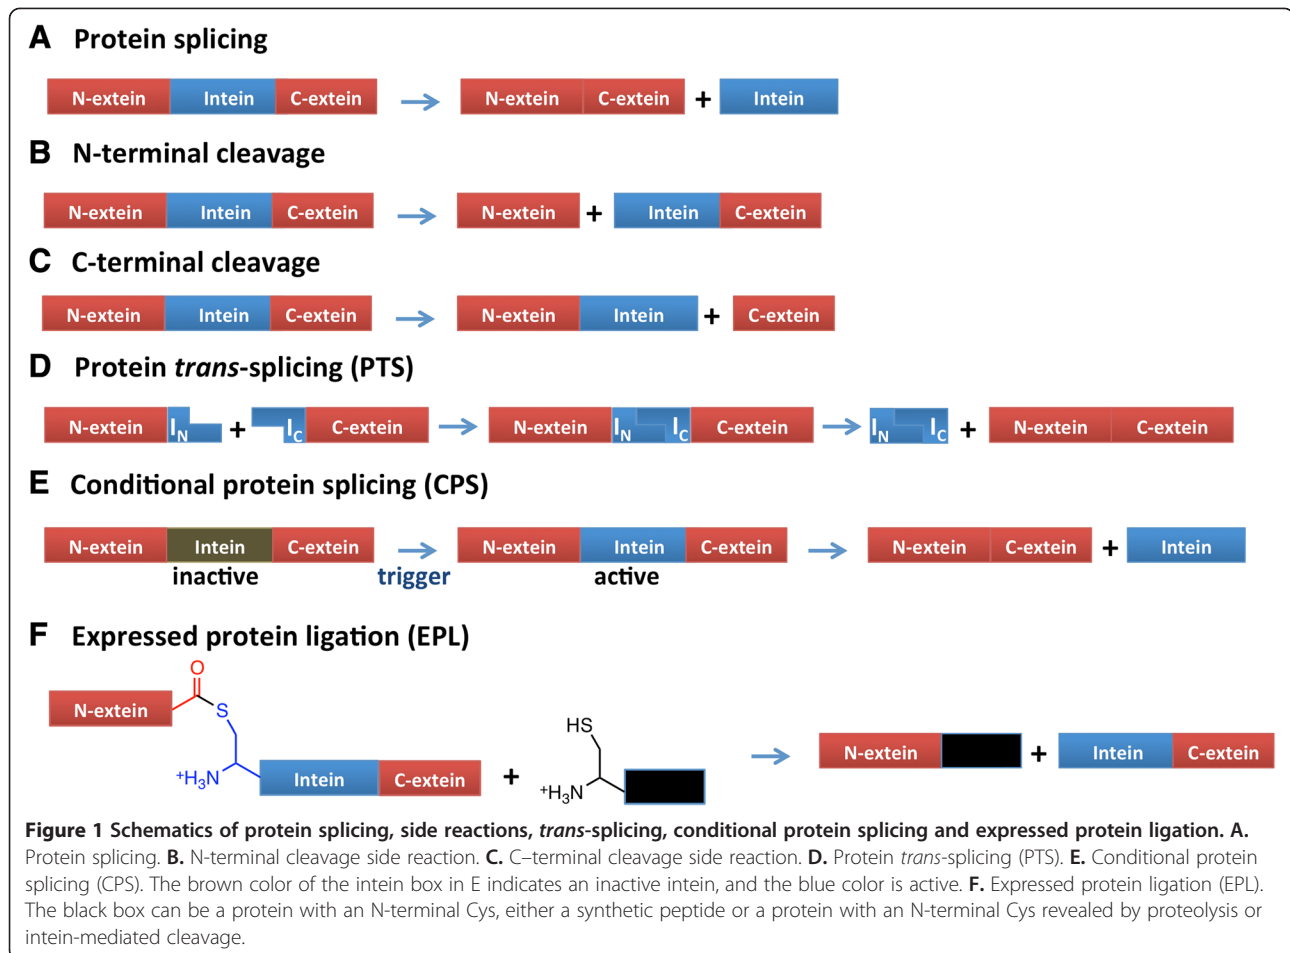 A Protein splicing
N-extein Intein C-extein N-extein C-extein + Intein
B N-terminal cleavage
N-extein Intein C-extein N-extein + Intein C-extein
C C-terminal cleavage
N-extein Intein C-extein N-extein Intein + C-extein
D Protein trans-splicing (PTS)
N-extein IN + IC C-extein N-extein IN IC C-extein IN IC + N-extein C-extein
E Conditional protein splicing (CPS)
N-extein Intein C-extein N-extein Intein C-extein N-extein C-extein + Intein
inactive trigger active
F Expressed protein ligation (EPL)
O
N-extein
S
HS
N-extein + Intein C-extein
+H3N Intein C-extein + +H3N
Figure 1 Schematics of protein splicing, side reactions, trans-splicing, conditional protein splicing and expressed protein ligation. A.
Protein splicing. B. N-terminal cleavage side reaction. C. C–terminal cleavage side reaction. D. Protein trans-splicing (PTS). E. Conditional protein
splicing (CPS). The brown color of the intein box in E indicates an inactive intein, and the blue color is active. F. Expressed protein ligation (EPL).
The black box can be a protein with an N-terminal Cys, either a synthetic peptide or a protein with an N-terminal Cys revealed by proteolysis or
intein-mediated cleavage.